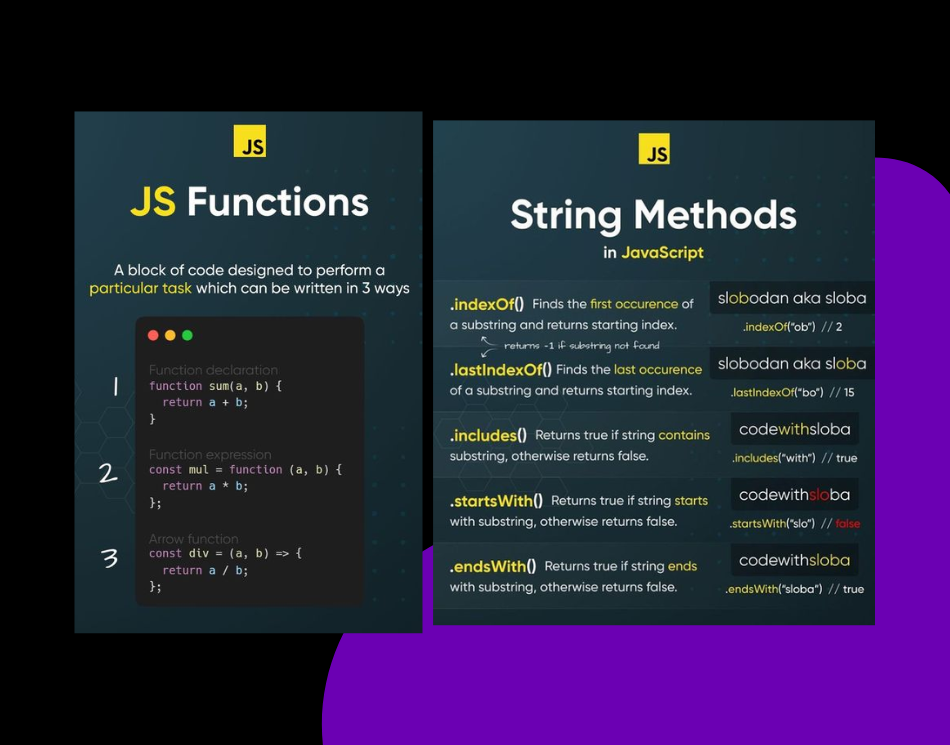 JS
JS Functions
A block of code designed to perform a
particular task which can be written in 3 ways
1
Function declaration
function sum(a, b) {
return a + b;
}
2
Function expression
const mul = function (a, b) {
return a * b;
};
3
Arrow function
const div = (a, b) => {
return a / b;
};
JS
String Methods
in JavaScript
.indexOf() Finds the first occurence of
a substring and returns starting index.
slobodan aka sloba
.indexOf("ob") // 2
returns -1 if substring not found
.lastIndexOf() Finds the last occurence
of a substring and returns starting index.
slobodan aka sloba
.lastIndexOf("bo") // 15
.includes() Returns true if string contains
substring, otherwise returns false.
codewithsloba
.includes("with") // true
.startsWith() Returns true if string starts
with substring, otherwise returns false.
codewithsloba
.startsWith("slo") // false
.endsWith() Returns true if string ends
with substring, otherwise returns false.
codewithsloba
.endsWith("sloba") // true